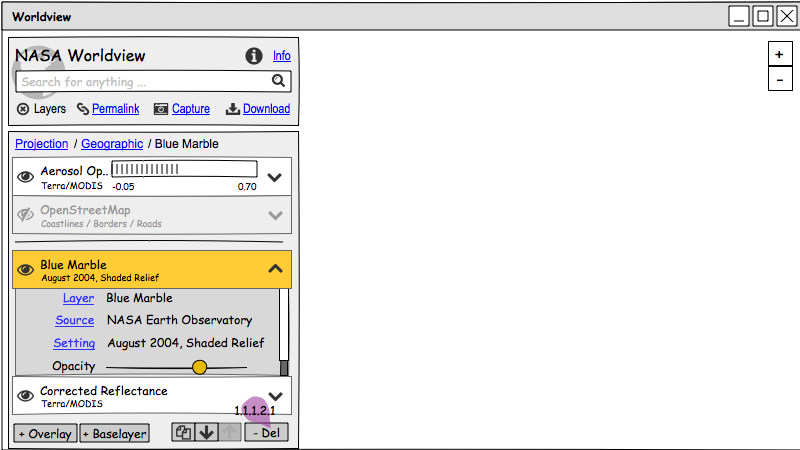 Worldview
NASA Worldview
Info
Search for anything ...
Layers Permalink Capture Download
Projection / Geographic / Blue Marble
Aerosol Op..
Terra/MODIS -0.05 0.70
OpenStreetMap
Coastlines / Borders / Roads
Blue Marble
August 2004, Shaded Relief
Layer Blue Marble
Source NASA Earth Observatory
Setting August 2004, Shaded Relief
Opacity
Corrected Reflectance
Terra/MODIS
1.1.1.2.1
+ Overlay + Baselayer - Del
+
-